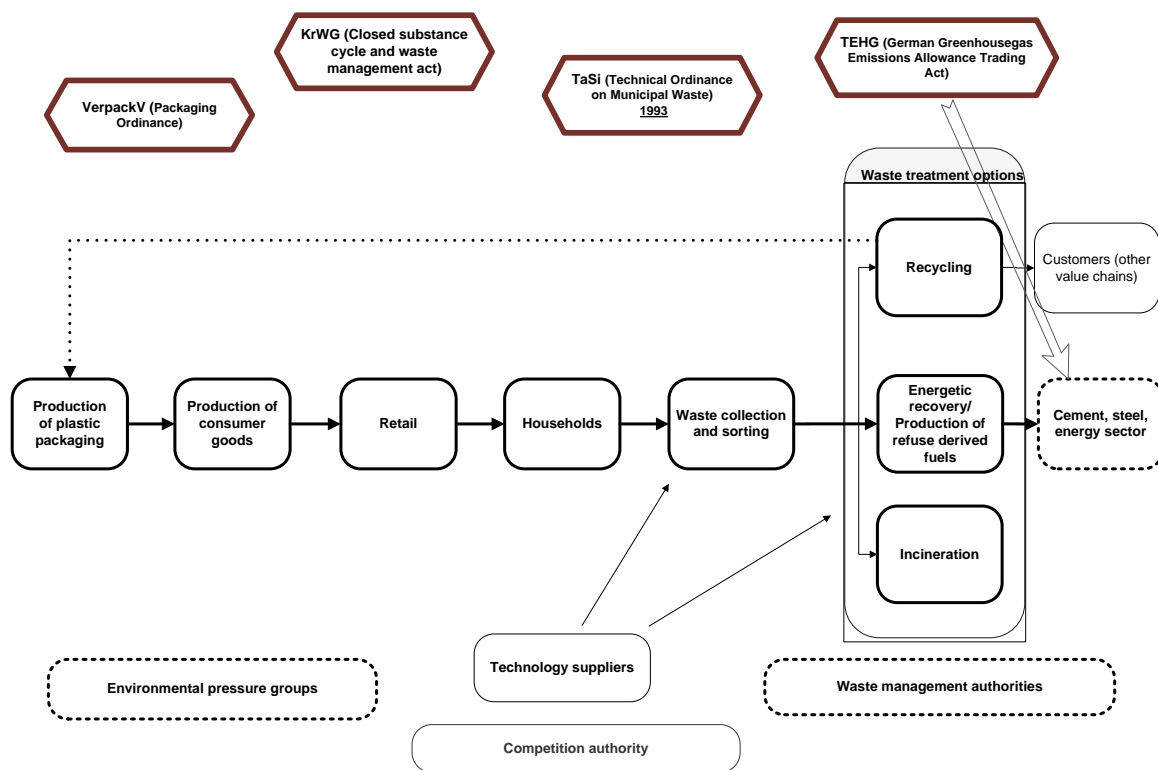 KrWG (Closed substance
cycle and waste
management act)
TEHG (German Greenhousegas
Emissions Allowance Trading
Act)
TaSi (Technical Ordinance
on Municipal Waste)
1993
VerpackV (Packaging
Ordinance)
Waste treatment options
Recycling
Customers (other
value chains)
Production
of plastic
packaging
Production of
consumer
goods
Retail
Households
Waste collection
and sorting
Energetic
recovery/
Production of
refuse derived
fuels
Cement, steel,
energy sector
Incineration
Technology suppliers
Environmental pressure groups
Waste management authorities
Competition authority